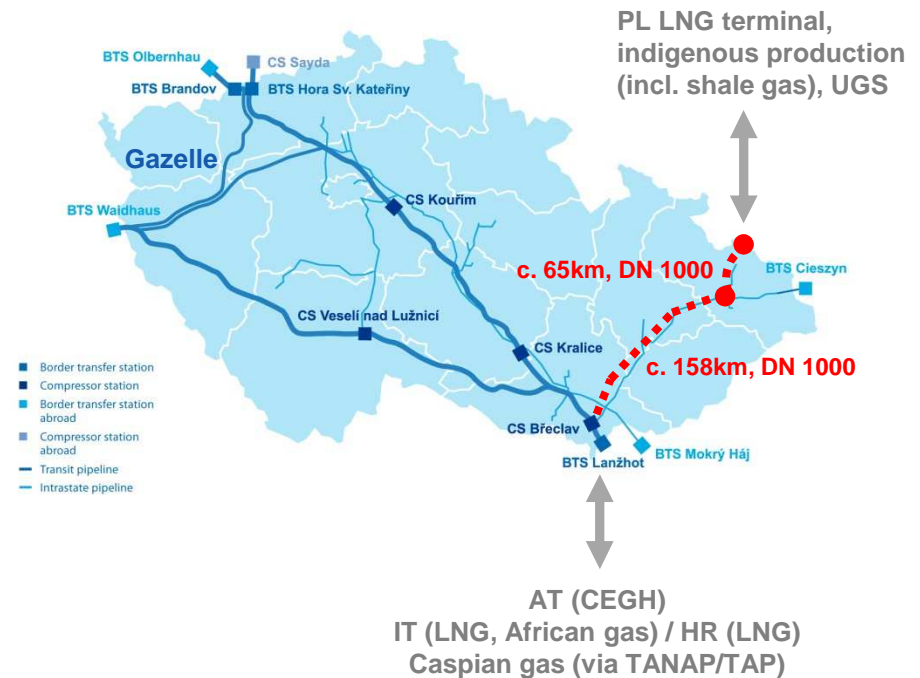 PL LNG terminal,
indigenous production
(incl. shale gas), UGS
BTS Olbernhau
CS Sayda
BTS Brandov
BTS Hora Sv. Kateřiny
Gazelle
BTS Waidhaus
CS Kouřim
c. 65km, DN 1000
BTS Cieszyn
CS Veselí nad Lužnicí
CS Kralice
c. 158km, DN 1000
CS Břeclav
BTS Lanžhot
BTS Mokrý Háj
Border transfer station
Compressor station
Border transfer station
abroad
Compressor station
abroad
Transit pipeline
Intrastate pipeline
AT (CEGH)
IT (LNG, African gas) / HR (LNG)
Caspian gas (via TANAP/TAP)